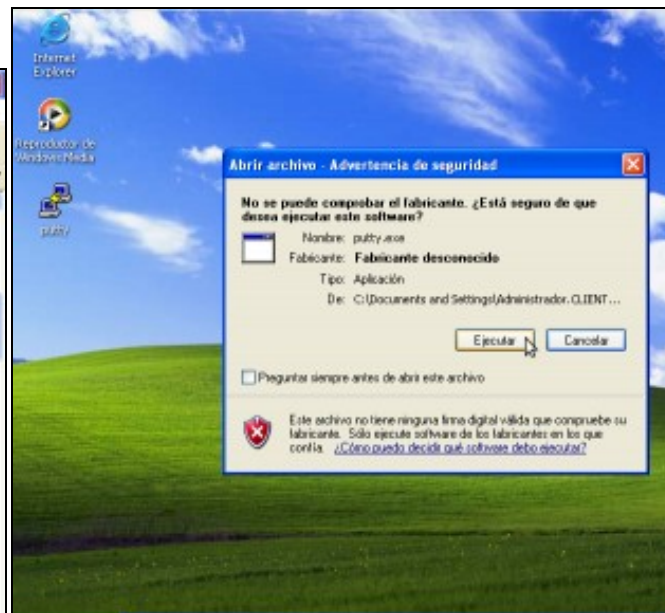 Internet
Explorer
Reproductor de
Windows Media
putty
Abrir archivo - Advertencia de seguridad
No se puede comprobar el fabricante. ¿Está seguro de que
desea ejecutar este software?
Nombre: putty.exe
Fabricante: Fabricante desconocido
Tipo: Aplicación
De: C:\Documents and Settings\Administrador.CLIENT...
Ejecutar
Cancelar
Preguntar siempre antes de abrir este archivo
Este archivo no tiene ninguna firma digital válida que compruebe su
fabricante. Sólo ejecute software de los fabricantes en los que
confía. ¿Cómo puedo decidir qué software debo ejecutar?